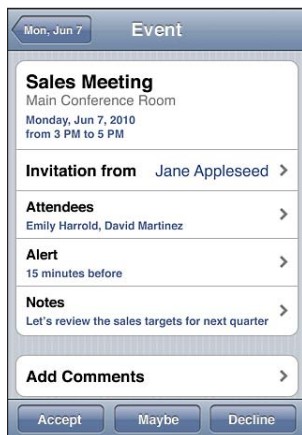 Mon, Jun 7
Event
Sales Meeting
Main Conference Room
Monday, Jun 7, 2010
from 3 PM to 5 PM
Invitation from Jane Appleseed
Attendees
Emily Harrold, David Martinez
Alert
15 minutes before
Notes
Let's review the sales targets for next quarter
Add Comments
Accept
Maybe
Decline